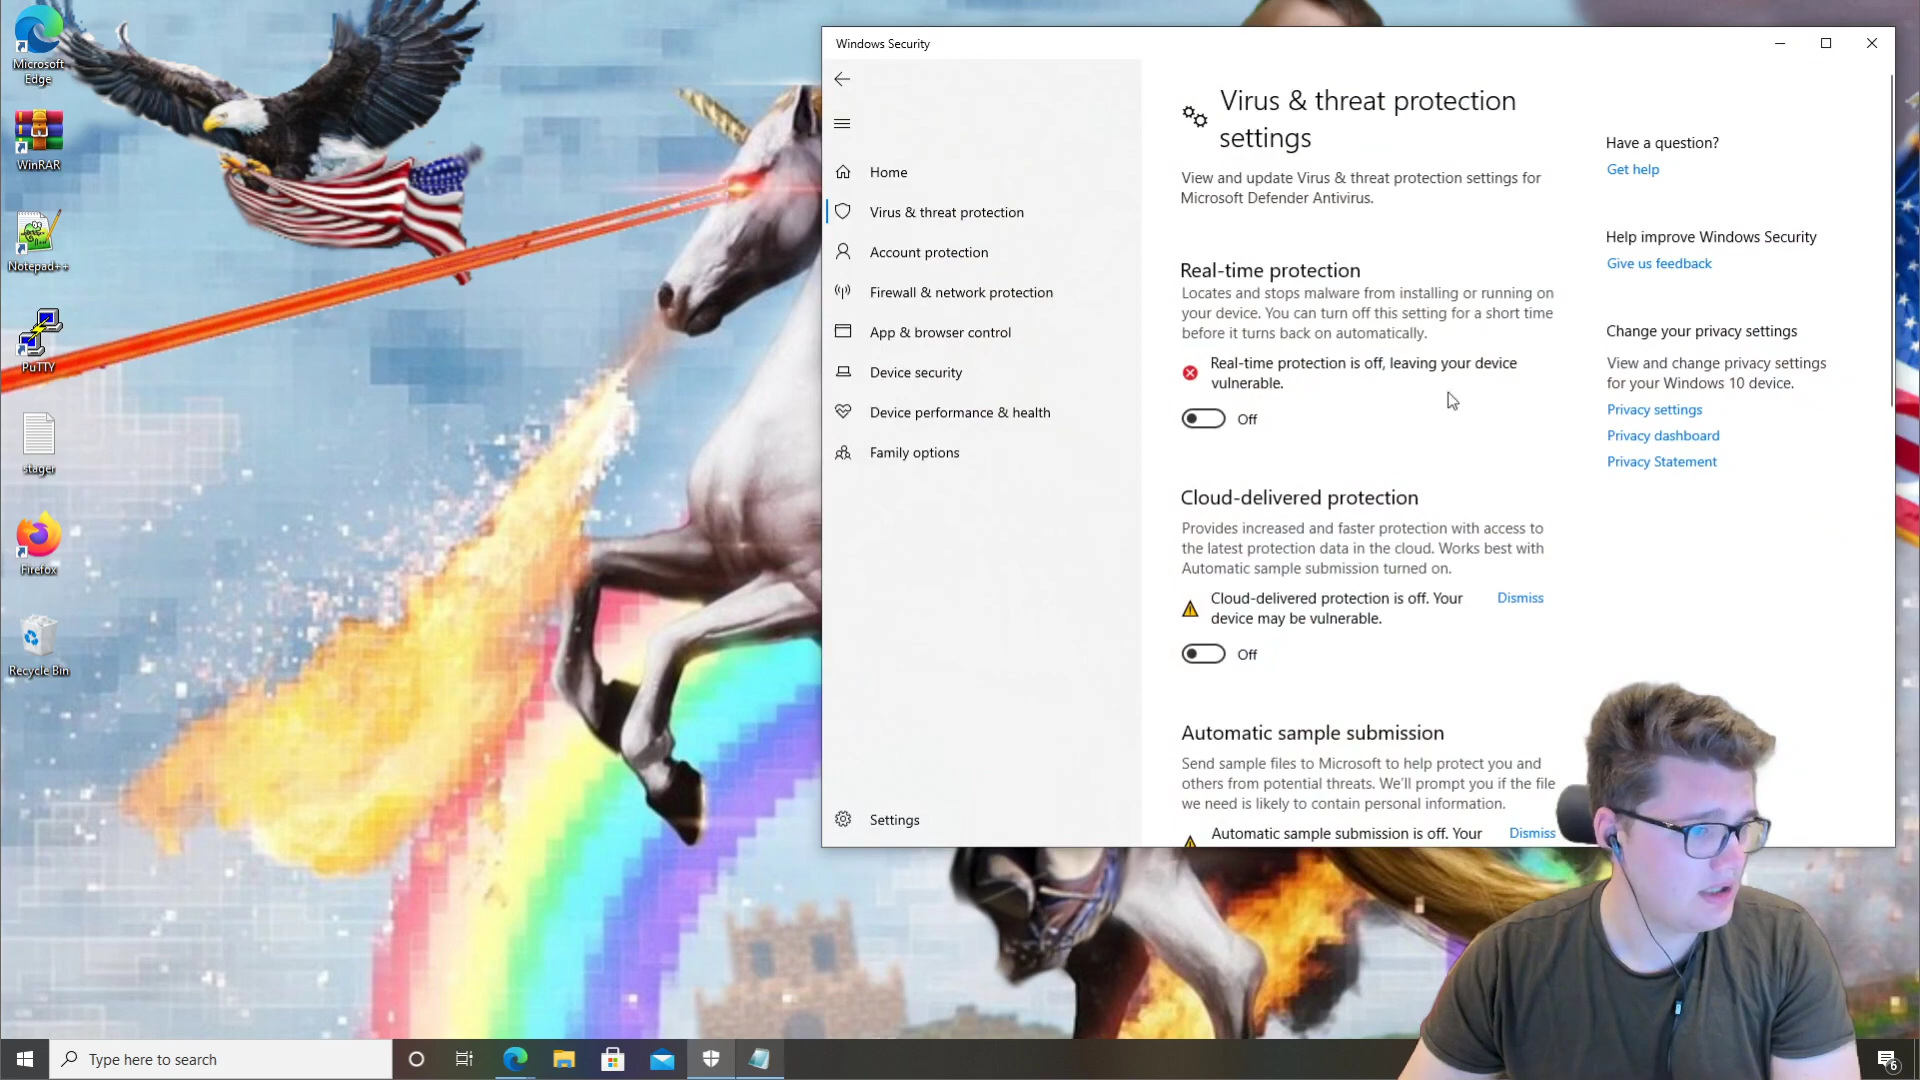 Microsoft
Edge
WinRAR
Notepad++
PuTTY
stager
Firefox
Recycle Bin
Windows Security
Home
Virus & threat protection
Account protection
Firewall & network protection
App & browser control
Device security
Device performance & health
Family options
Settings
Virus & threat protection
settings
View and update Virus & threat protection settings for
Microsoft Defender Antivirus.
Real-time protection
Locates and stops malware from installing or running on
your device. You can turn off this setting for a short time
before it turns back on automatically.
Real-time protection is off, leaving your device
vulnerable.
Off
Cloud-delivered protection
Provides increased and faster protection with access to
the latest protection data in the cloud. Works best with
Automatic sample submission turned on.
Cloud-delivered protection is off. Your
device may be vulnerable.
Dismiss
Off
Automatic sample submission
Send sample files to Microsoft to help protect you and
others from potential threats. We'll prompt you if the file
we need is likely to contain personal information.
Automatic sample submission is off. Your
Dismiss
Have a question?
Get help
Help improve Windows Security
Give us feedback
Change your privacy settings
View and change privacy settings
for your Windows 10 device.
Privacy settings
Privacy dashboard
Privacy Statement
Type here to search
6